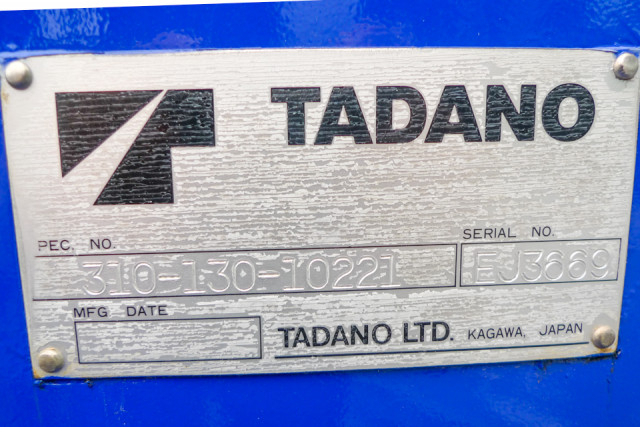 TADANO
PEC. NO. SERIAL NO.
310-130-10221 EJ3669
MFG DATE
TADANO LTD. KAGAWA, JAPAN